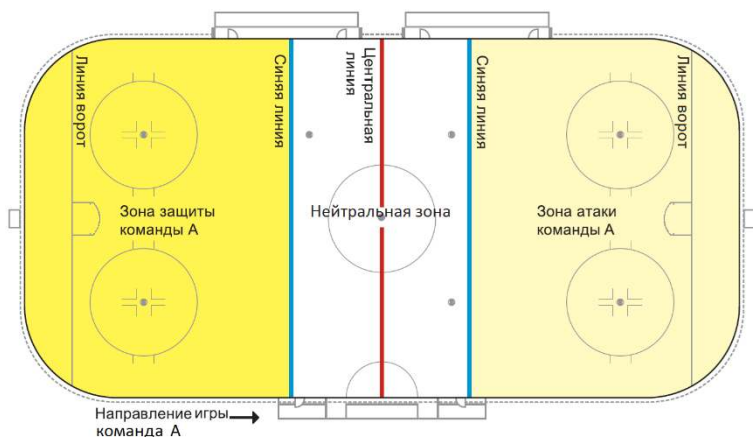 Линия ворот
Синяя линия
Центральная
линия
Синяя линия
Линия ворот
Зона защиты
команды А
Нейтральная зона
Зона атаки
команды А
Направление игры
команда А